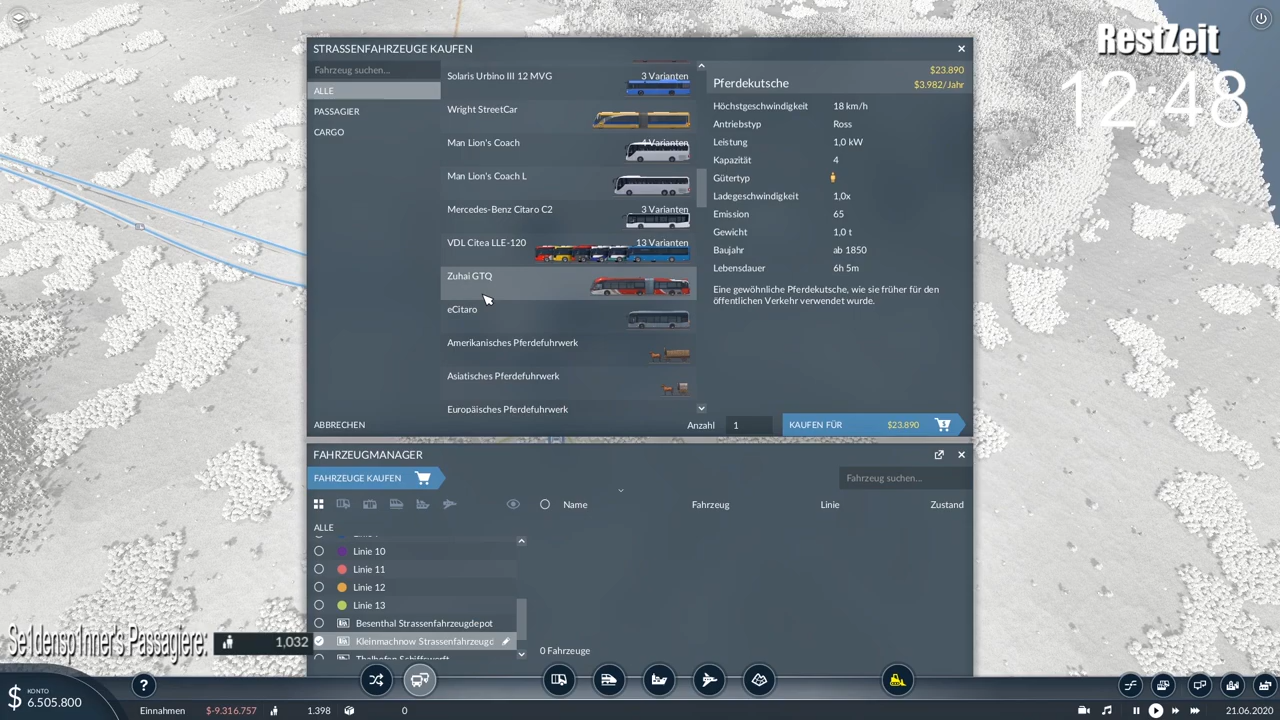 RestZeit
2:48
STRASSENFAHRZEUGE KAUFEN
Fahrzeug suchen...
ALLE
PASSAGIER
CARGO
Solaris Urbino III 12 MVG 3 Varianten
Wright StreetCar
Man Lion's Coach 4 Varianten
Man Lion's Coach L
Mercedes-Benz Citaro C2 3 Varianten
VDL Citea LLE-120 13 Varianten
Zuhai GTQ
eCitaro
Amerikanisches Pferdefuhrwerk
Asiatisches Pferdefuhrwerk
Europäisches Pferdefuhrwerk
$23.890
Pferdekutsche $3.982/Jahr
Höchstgeschwindigkeit 18 km/h
Antriebstyp Ross
Leistung 1,0 kW
Kapazität 4
Gütertyp
Ladegeschwindigkeit 1,0x
Emission 65
Gewicht 1,0 t
Baujahr ab 1850
Lebensdauer 6h 5m
Eine gewöhnliche Pferdekutsche, wie sie früher für den
öffentlichen Verkehr verwendet wurde.
ABBRECHEN
Anzahl 1
KAUFEN FÜR $23.890
FAHRZEUGMANAGER
FAHRZEUGE KAUFEN
Fahrzeug suchen...
Name Fahrzeug Linie Zustand
ALLE
Linie 10
Linie 11
Linie 12
Linie 13
Besenthal Strassenfahrzeugdepot
Kleinmachnow Strassenfahrzeugd
0 Fahrzeuge
Se1densp1nner's Passagiere: 1,032
KONTO
$ 6.505.800
?
Einnahmen $-9.316.757 1.398 0
21.06.2020